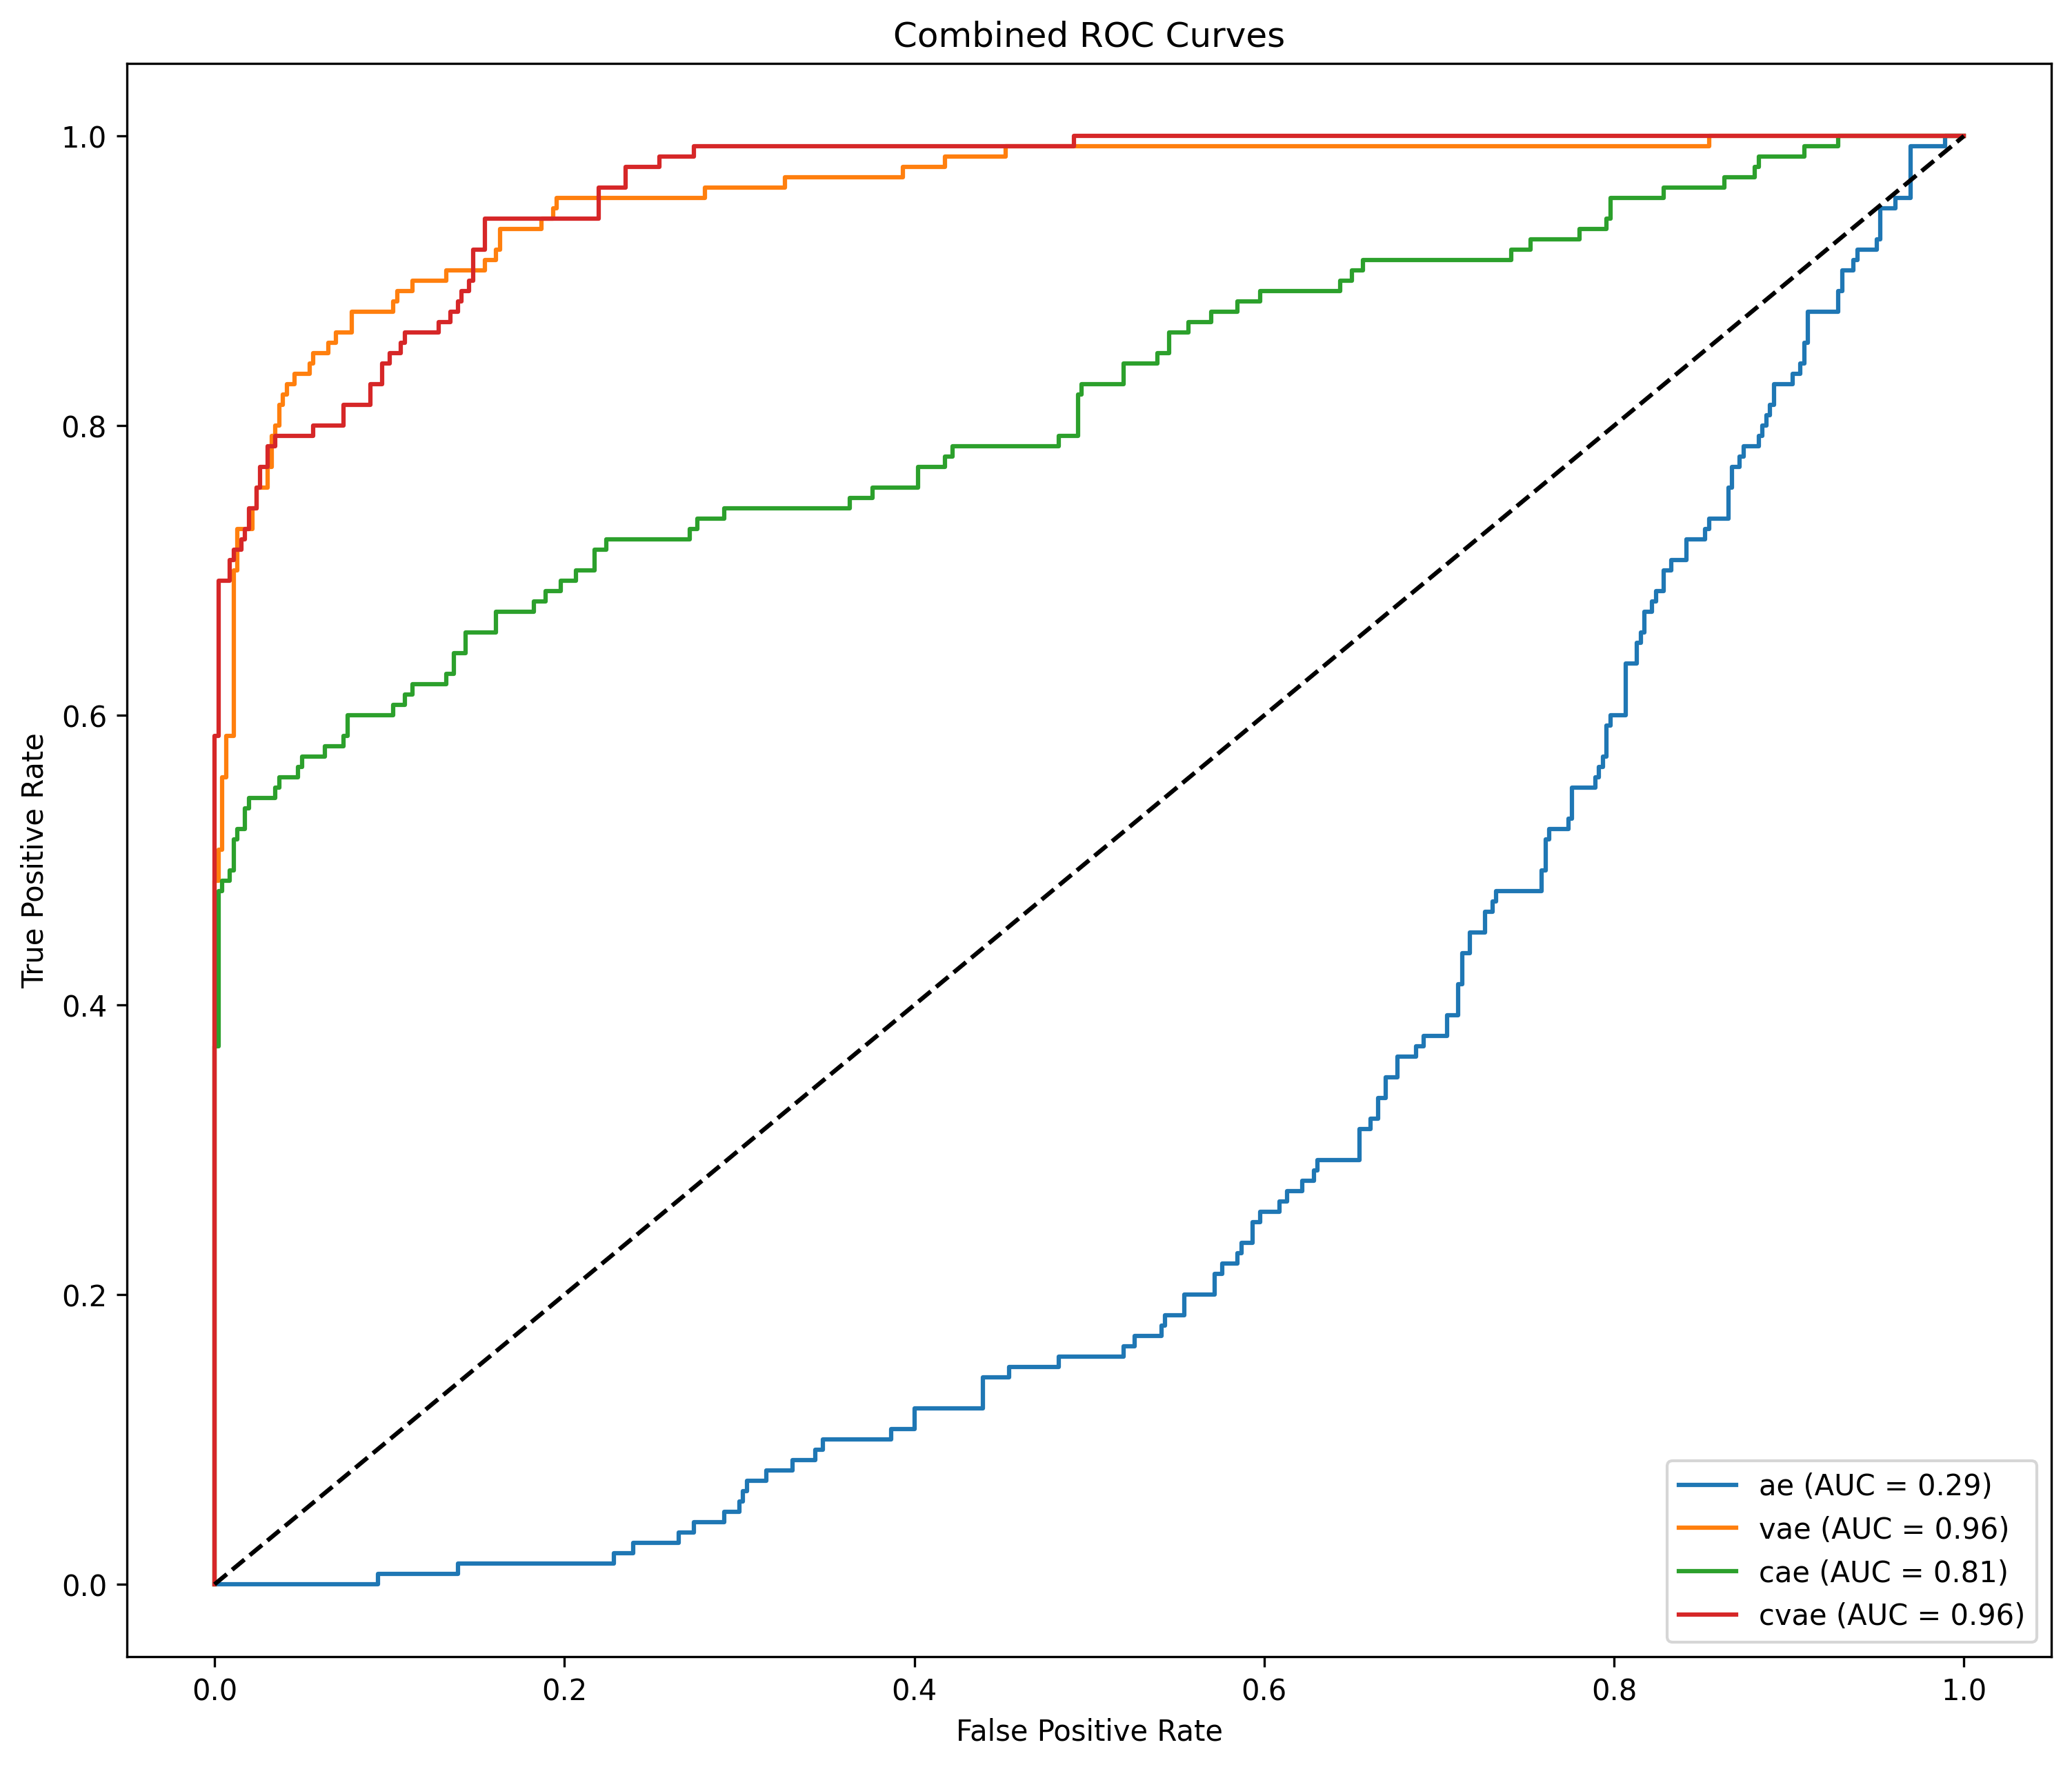 Combined ROC Curves
True Positive Rate
1.0
0.8
0.6
0.4
0.2
0.0
0.0 0.2 0.4 0.6 0.8 1.0
False Positive Rate
ae (AUC = 0.29)
vae (AUC = 0.96)
cae (AUC = 0.81)
cvae (AUC = 0.96)